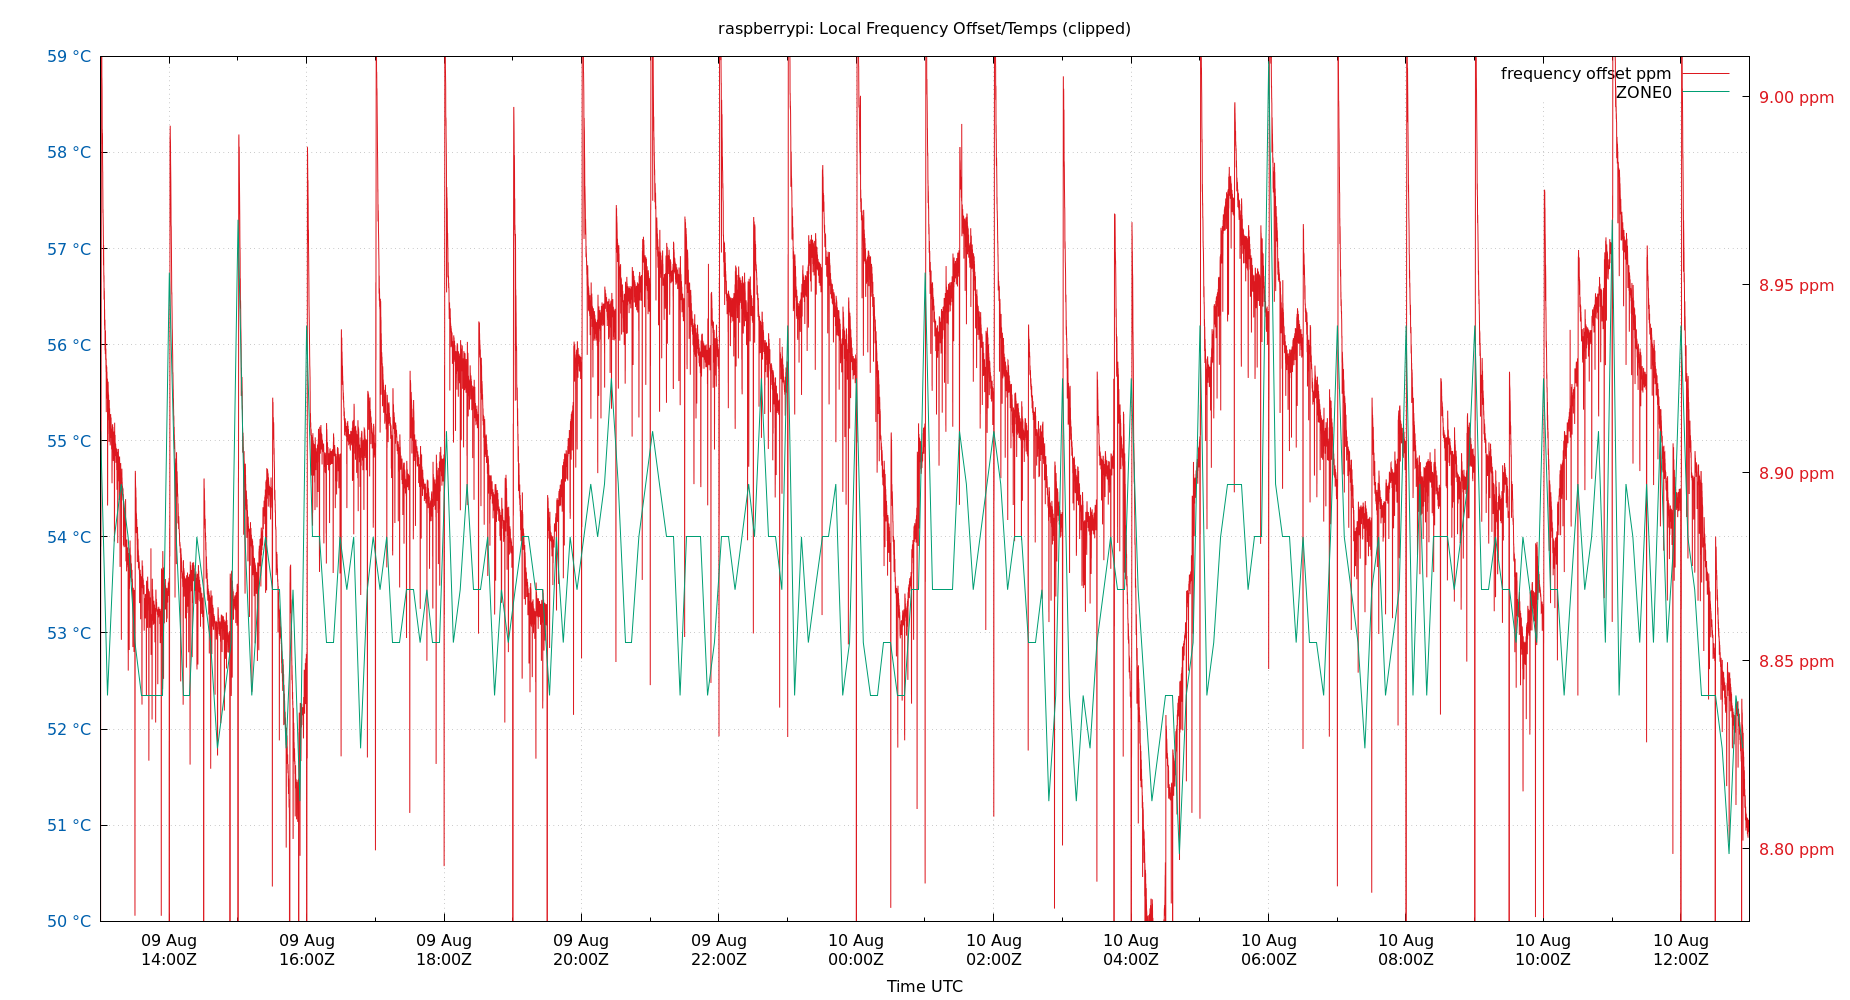 raspberrypi: Local Frequency Offset/Temps (clipped)
59 °C
58 °C
57 °C
56 °C
55 °C
54 °C
53 °C
52 °C
51 °C
50 °C
frequency offset ppm
ZONE0
9.00 ppm
8.95 ppm
8.90 ppm
8.85 ppm
8.80 ppm
09 Aug 09 Aug 09 Aug 09 Aug 09 Aug 10 Aug 10 Aug 10 Aug 10 Aug 10 Aug 10 Aug 10 Aug
14:00Z 16:00Z 18:00Z 20:00Z 22:00Z 00:00Z 02:00Z 04:00Z 06:00Z 08:00Z 10:00Z 12:00Z
Time UTC